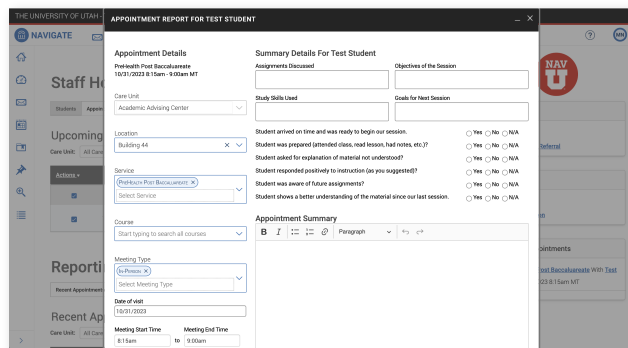 THE UNIVERSITY OF UTAH -
NAVIGATE
?
MN
NAV
U
Staff H
Students
Appoin
Upcoming
Care Unit: All Care
Actions
Reporti
Recent Appointment
Recent Ap
Care Unit: All Care
Referral
ointments
ost Baccalaureate With Test
023 8:15am MT
APPOINTMENT REPORT FOR TEST STUDENT
Appointment Details
PreHealth Post Baccaluareate
10/31/2023 8:15am - 9:00am MT
Care Unit
Academic Advising Center
Location
Building 44
Service
PreHealth Post Baccaluareate ×
Select Service
Course
Start typing to search all courses
Meeting Type
In-Person ×
Select Meeting Type
Date of visit
10/31/2023
Meeting Start Time Meeting End Time
8:15am to 9:00am
Summary Details For Test Student
Assignments Discussed Objectives of the Session
Study Skills Used Goals for Next Session
Student arrived on time and was ready to begin our session. Yes No N/A
Student was prepared (attended class, read lesson, had notes, etc.)? Yes No N/A
Student asked for explanation of material not understood? Yes No N/A
Student responded positively to instruction (as you suggested)? Yes No N/A
Student was aware of future assignments? Yes No N/A
Student shows a better understanding of the material since our last session. Yes No N/A
Appointment Summary
B I Paragraph